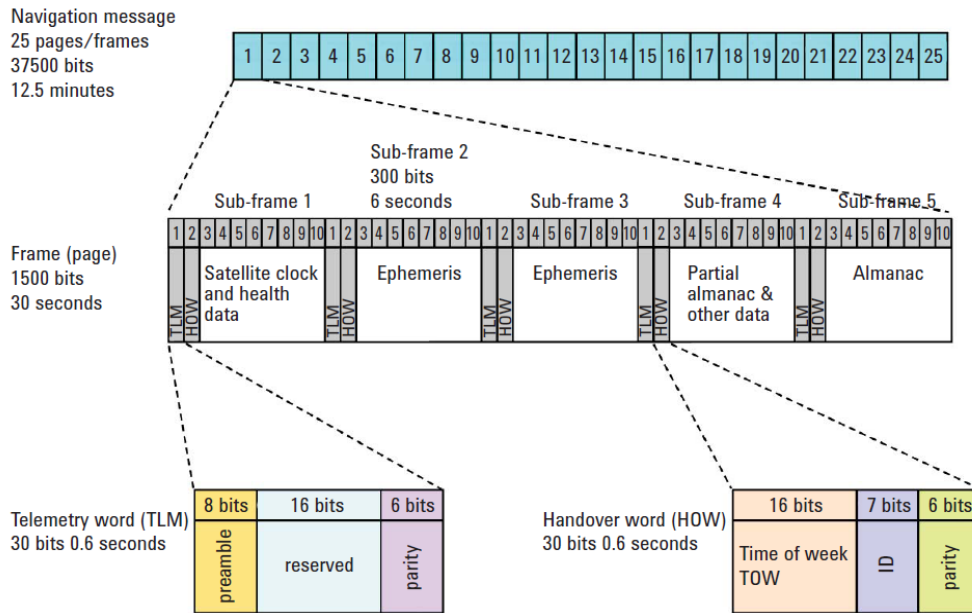 Navigation message
25 pages/frames
37500 bits
12.5 minutes
1 2 3 4 5 6 7 8 9 10 11 12 13 14 15 16 17 18 19 20 21 22 23 24 25
Sub-frame 1
Sub-frame 2
300 bits
6 seconds
Sub-frame 3
Sub-frame 4
Sub-frame 5
1 2 3 4 5 6 7 8 9 10 1 2 3 4 5 6 7 8 9 10 1 2 3 4 5 6 7 8 9 10 1 2 3 4 5 6 7 8 9 10 1 2 3 4 5 6 7 8 9 10
Frame (page)
1500 bits
30 seconds
TLM HOW
Satellite clock
and health
data
TLM HOW
Ephemeris
TLM HOW
Ephemeris
TLM HOW
Partial
almanac &
other data
TLM HOW
Almanac
Telemetry word (TLM)
30 bits 0.6 seconds
8 bits 16 bits 6 bits
preamble reserved parity
Handover word (HOW)
30 bits 0.6 seconds
16 bits 7 bits 6 bits
Time of week
TOW
ID parity